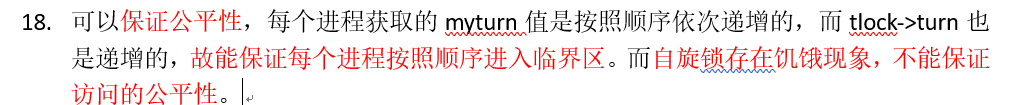 18. 可以保证公平性，每个进程获取的 myturn 值是按照顺序依次递增的，而 tlock->turn 也
是递增的，故能保证每个进程按照顺序进入临界区。而自旋锁存在饥饿现象，不能保证
访问的公平性。